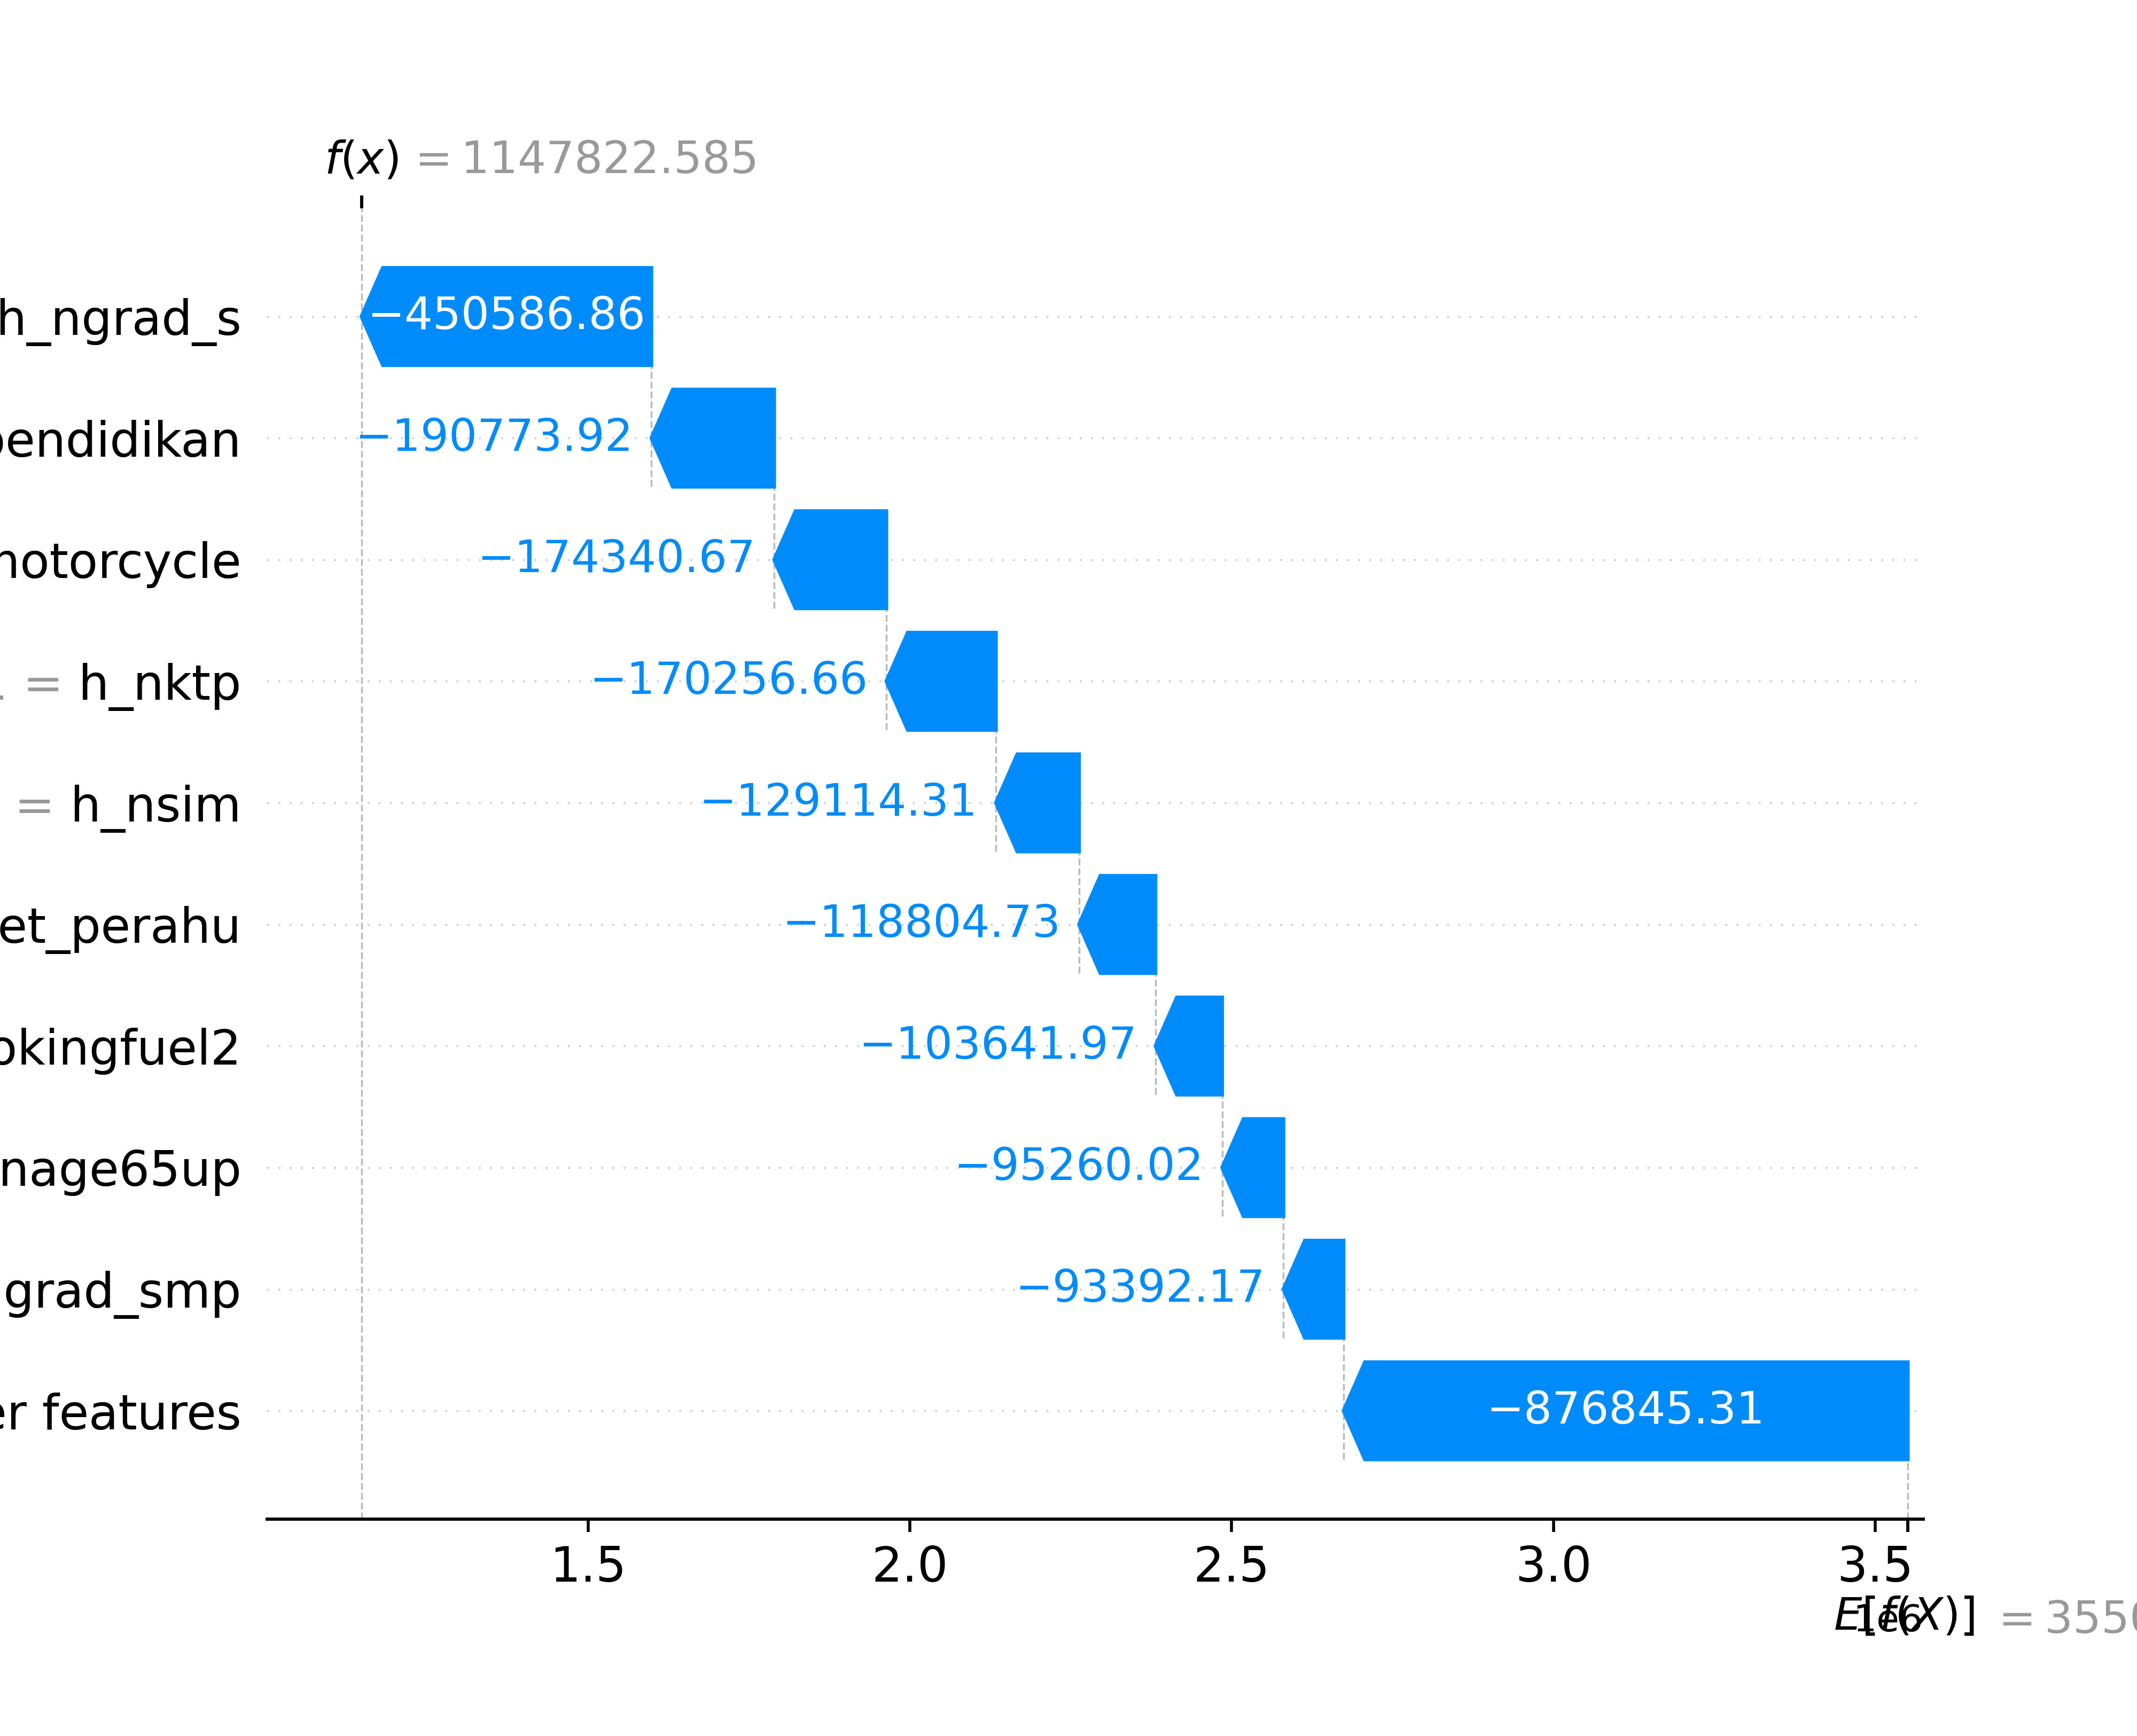 f(x) = 1147822.585
h_ngrad_s −450586.86
pendidikan −190773.92
motorcycle −174340.67
= h_nktp −170256.66
= h_nsim −129114.31
et_perahu −118804.73
okingfuel2 −103641.97
nage65up −95260.02
grad_smp −93392.17
er features −876845.31
1.5 2.0 2.5 3.0 3.5
1e6
E[f(X)] = 3550